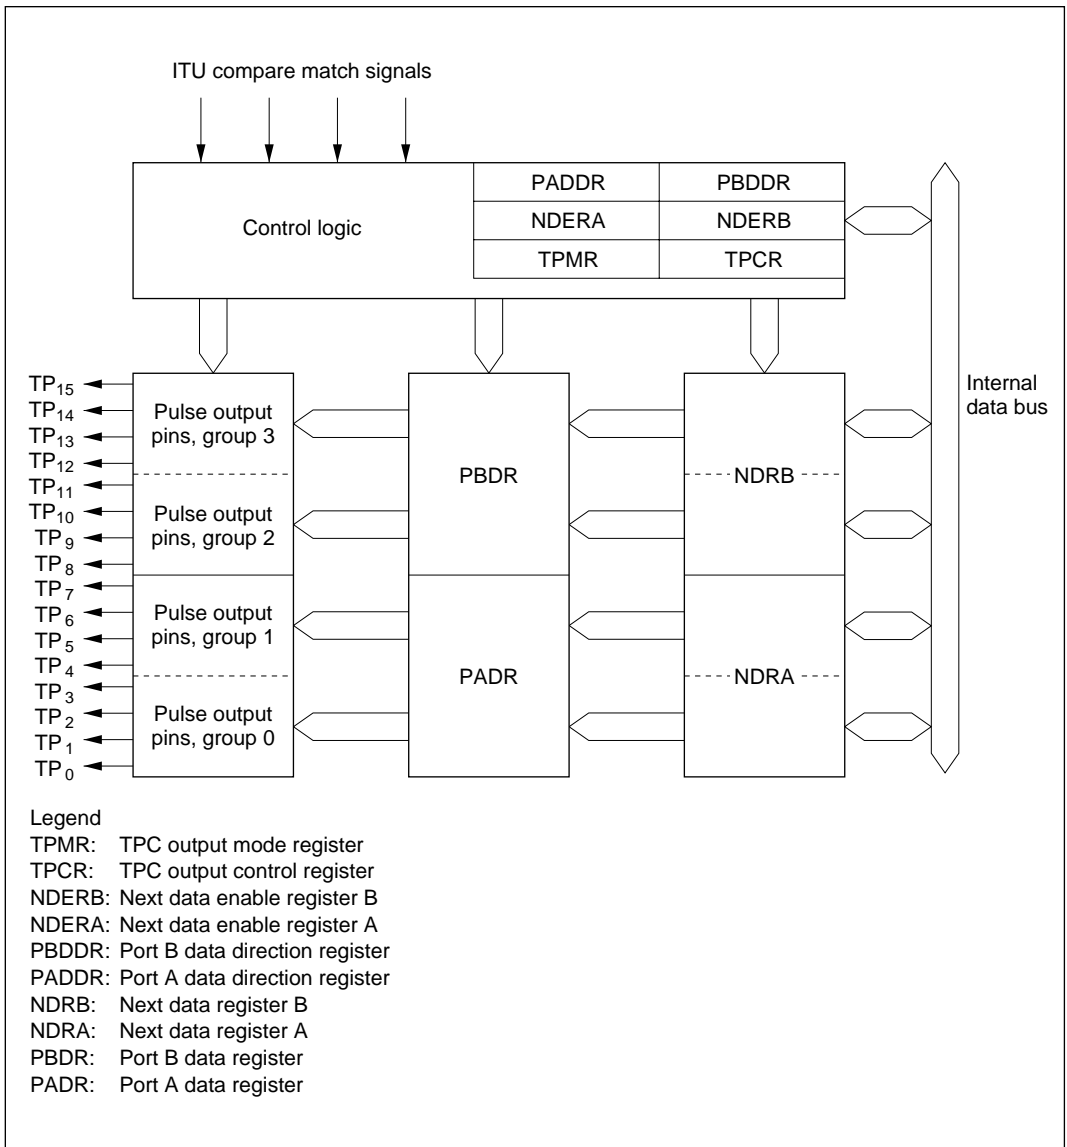 ITU compare match signals
PADDR PBDDR
Control logic NDERA NDERB
TPMR TPCR
Internal
data bus
TP15
TP14
TP13
TP12
TP11
TP10
TP9
TP8
TP7
TP6
TP5
TP4
TP3
TP2
TP1
TP0
Pulse output
pins, group 3
Pulse output
pins, group 2
Pulse output
pins, group 1
Pulse output
pins, group 0
PBDR
PADR
NDRB
NDRA
Legend
TPMR: TPC output mode register
TPCR: TPC output control register
NDERB: Next data enable register B
NDERA: Next data enable register A
PBDDR: Port B data direction register
PADDR: Port A data direction register
NDRB: Next data register B
NDRA: Next data register A
PBDR: Port B data register
PADR: Port A data register